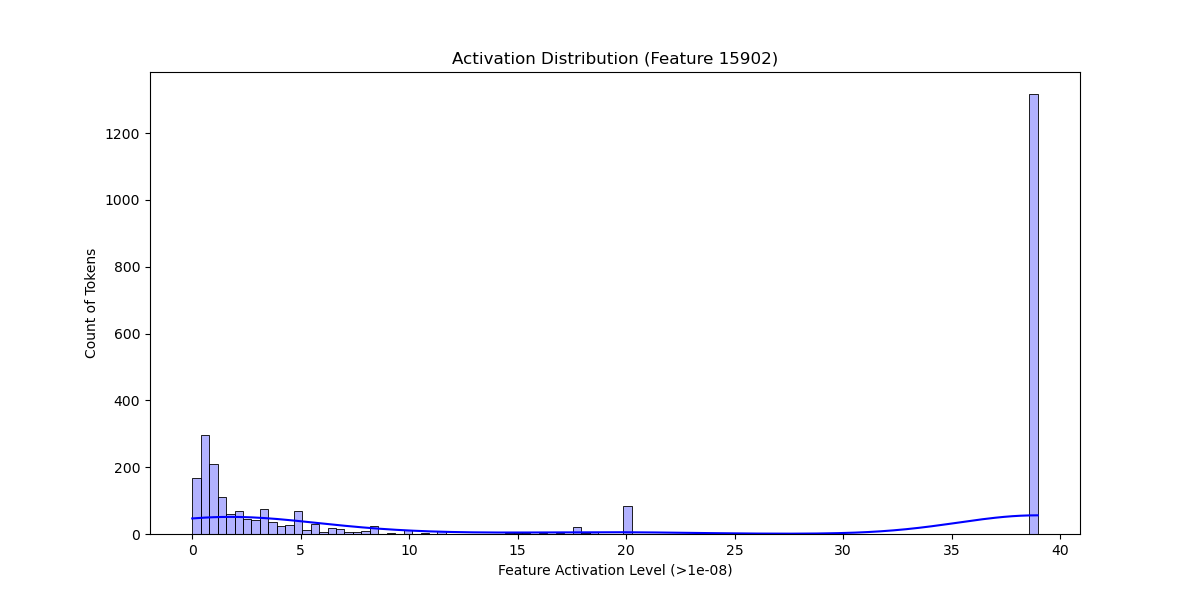 Activation Distribution (Feature 15902)
1200
1000
800
600
400
200
0
Count of Tokens
0 5 10 15 20 25 30 35 40
Feature Activation Level (>1e-08)